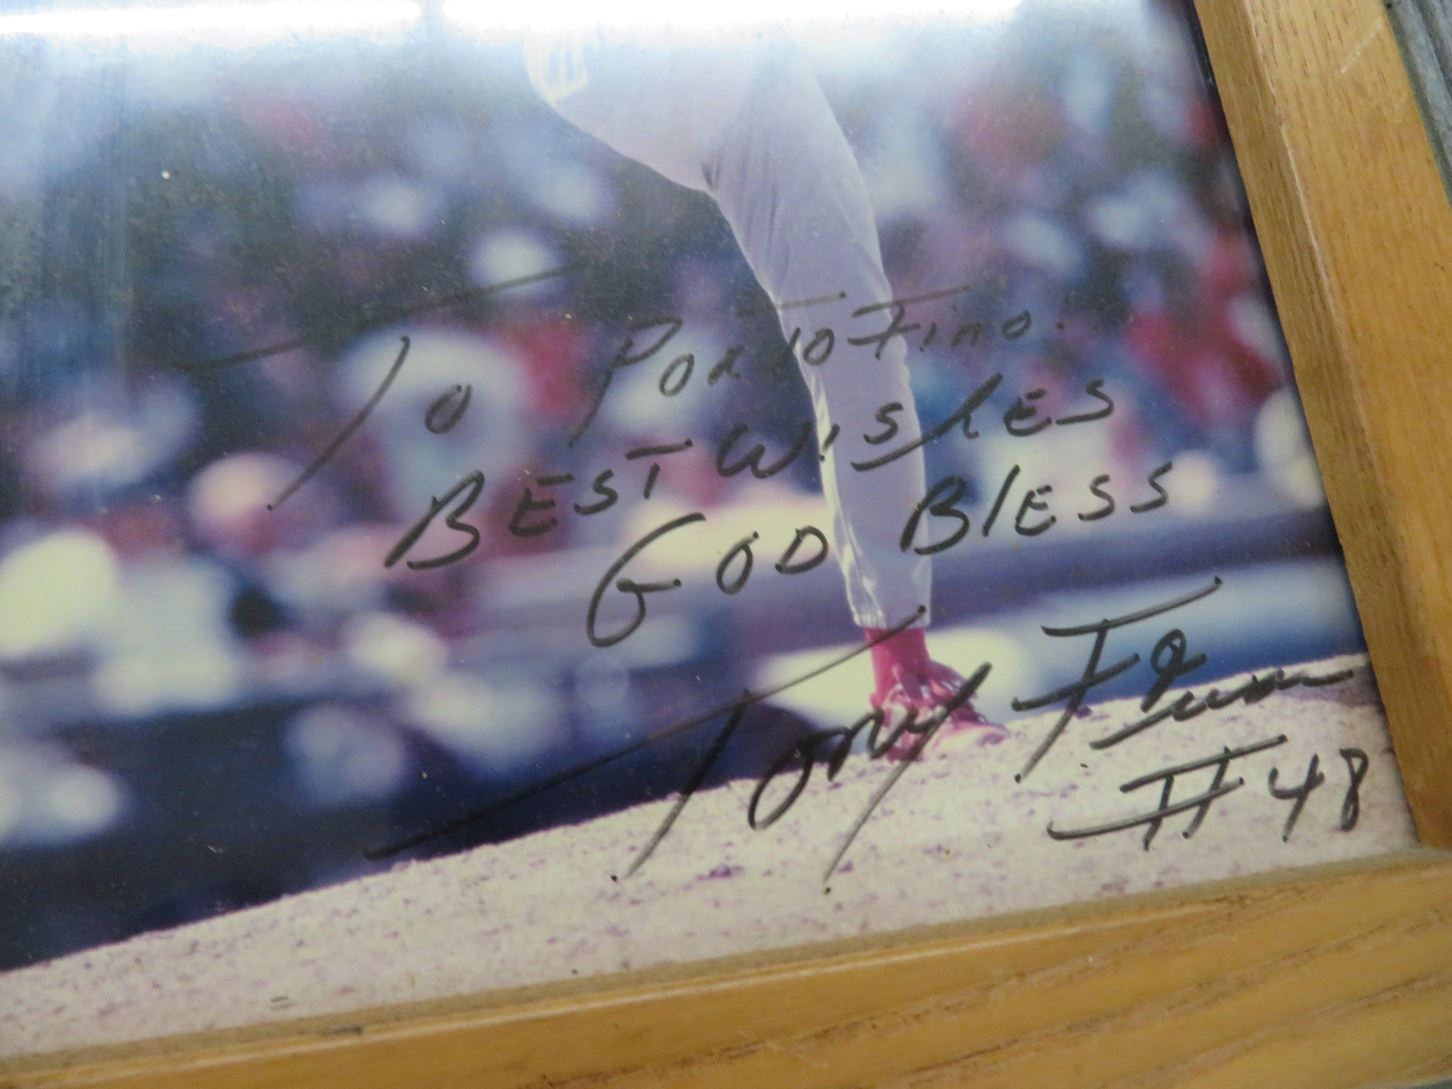 To PORTOFINO.
BEST WISHES
GOD BlESS
Tony
#48